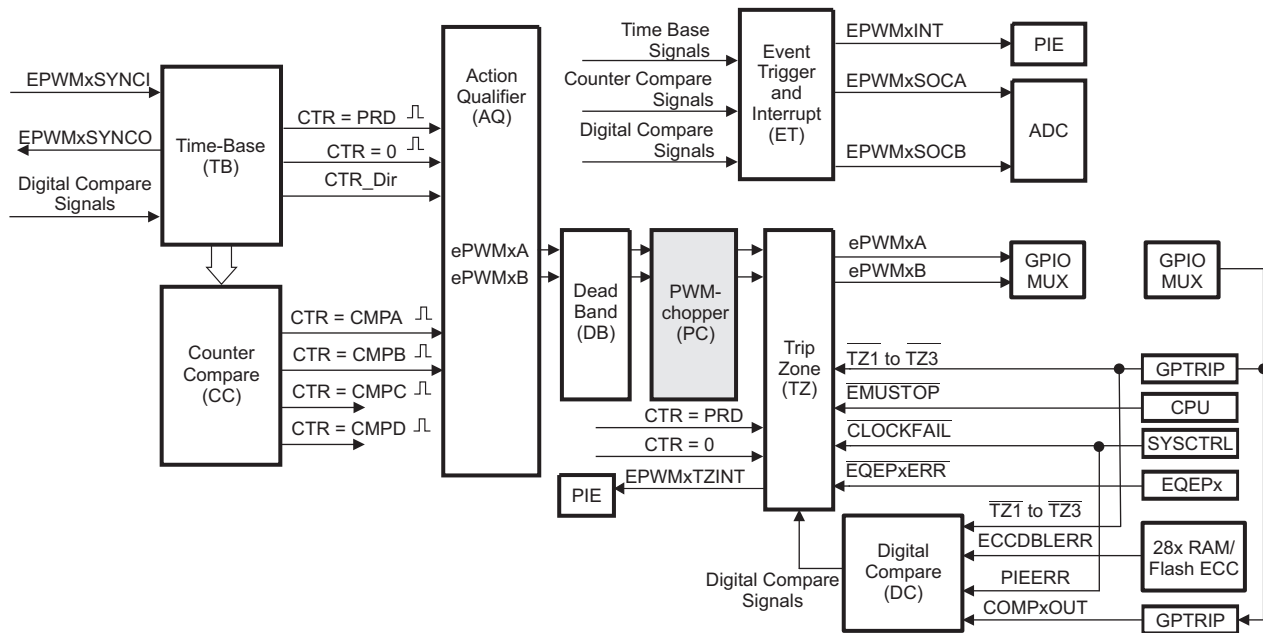 EPWMxSYNCI
EPWMxSYNCO
Digital Compare
Signals
Time-Base
(TB)
CTR = PRD
CTR = 0
CTR_Dir
Counter
Compare
(CC)
CTR = CMPA
CTR = CMPB
CTR = CMPC
CTR = CMPD
Action
Qualifier
(AQ)
ePWMxA
ePWMxB
Time Base
Signals
Counter Compare
Signals
Digital Compare
Signals
Event
Trigger
and
Interrupt
(ET)
EPWMxINT
EPWMxSOCA
EPWMxSOCB
PIE
ADC
Dead
Band
(DB)
PWM-
chopper
(PC)
Trip
Zone
(TZ)
ePWMxA
ePWMxB
GPIO
MUX
GPIO
MUX
TZ1 to TZ3
EMUSTOP
CLOCKFAIL
EQEPxERR
GPTRIP
CPU
SYSCTRL
EQEPx
CTR = PRD
CTR = 0
EPWMxTZINT
PIE
Digital Compare
Signals
Digital
Compare
(DC)
TZ1 to TZ3
ECCDBLERR
PIEERR
COMPxOUT
28x RAM/
Flash ECC
GPTRIP